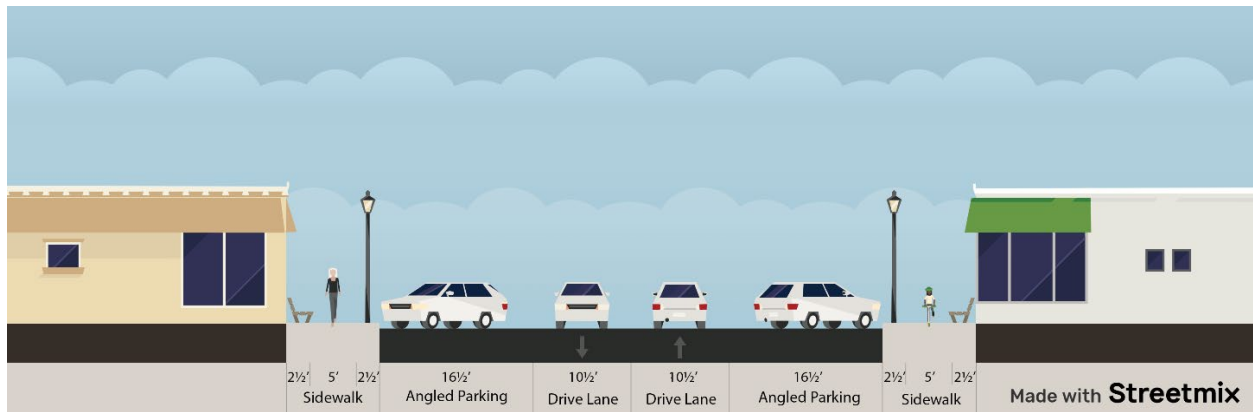 2½' 5' 2½' 16½' 10½' 10½' 16½' 2½' 5' 2½'
Sidewalk Angled Parking Drive Lane Drive Lane Angled Parking Sidewalk
Made with Streetmix